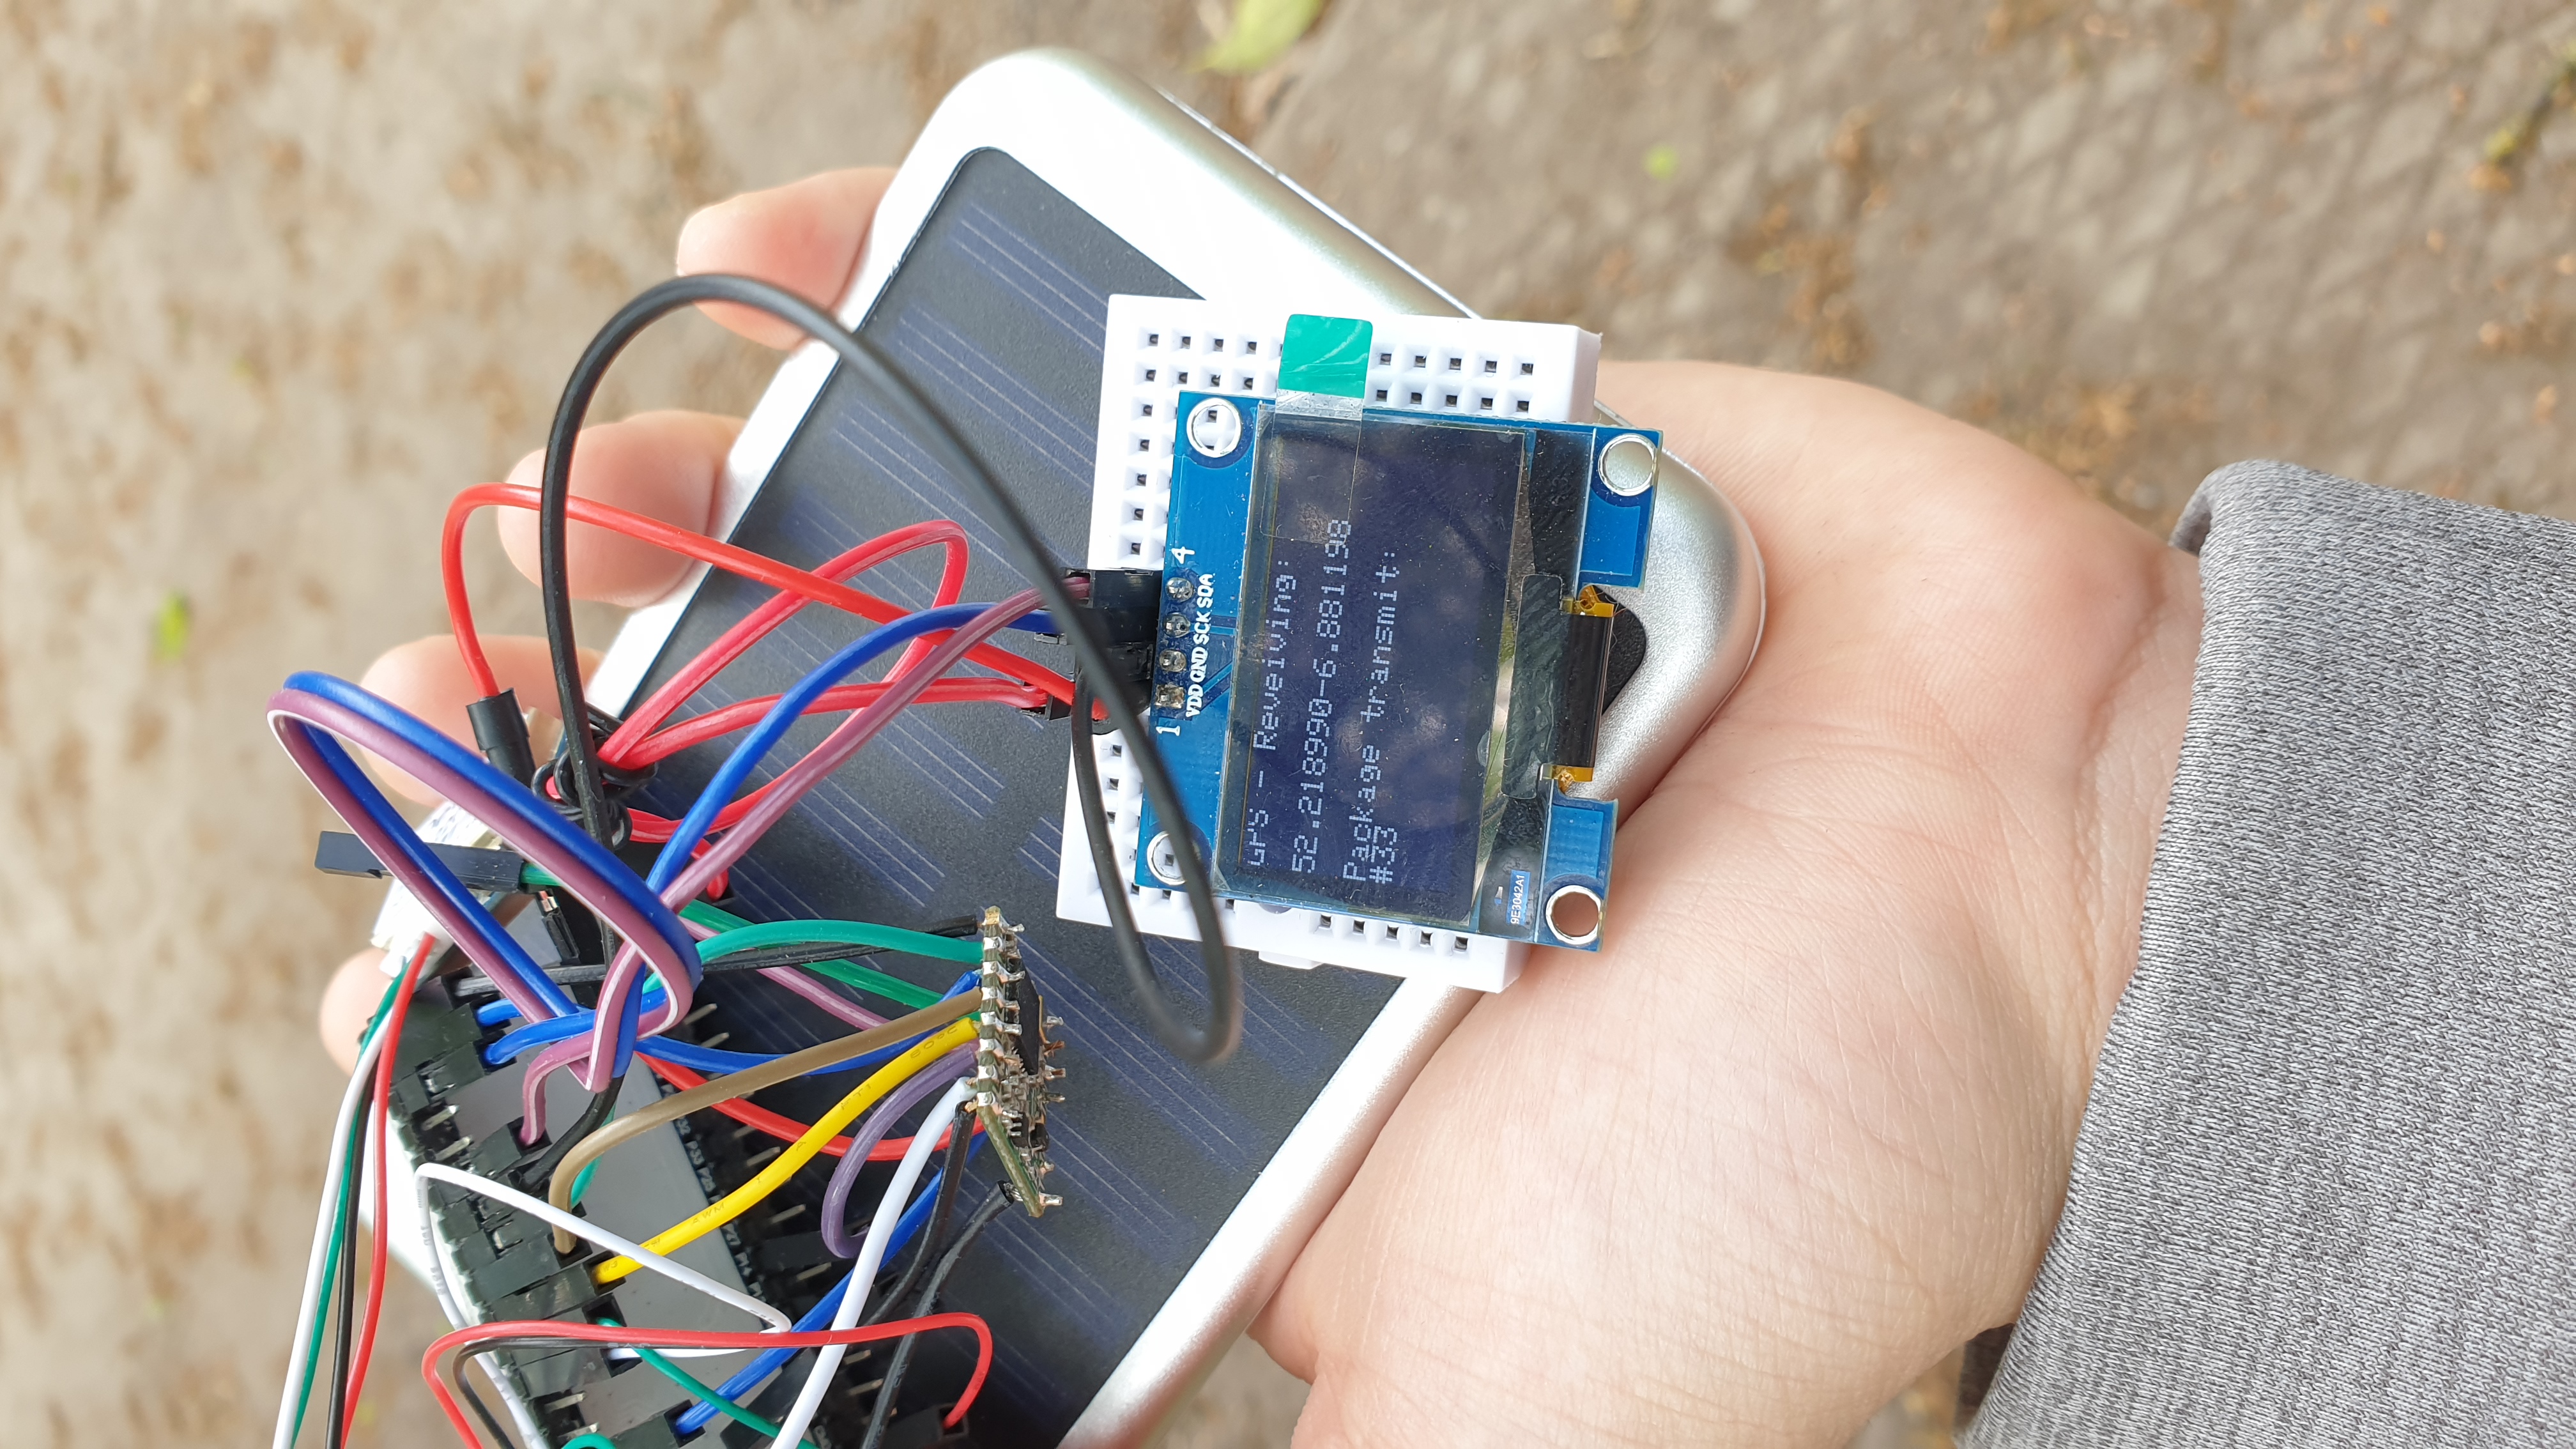 1 VDD GND SCK SDA 4
GPS - Reveiving:
52.218990-6.881198
Package transmit:
#33
9E3042A1